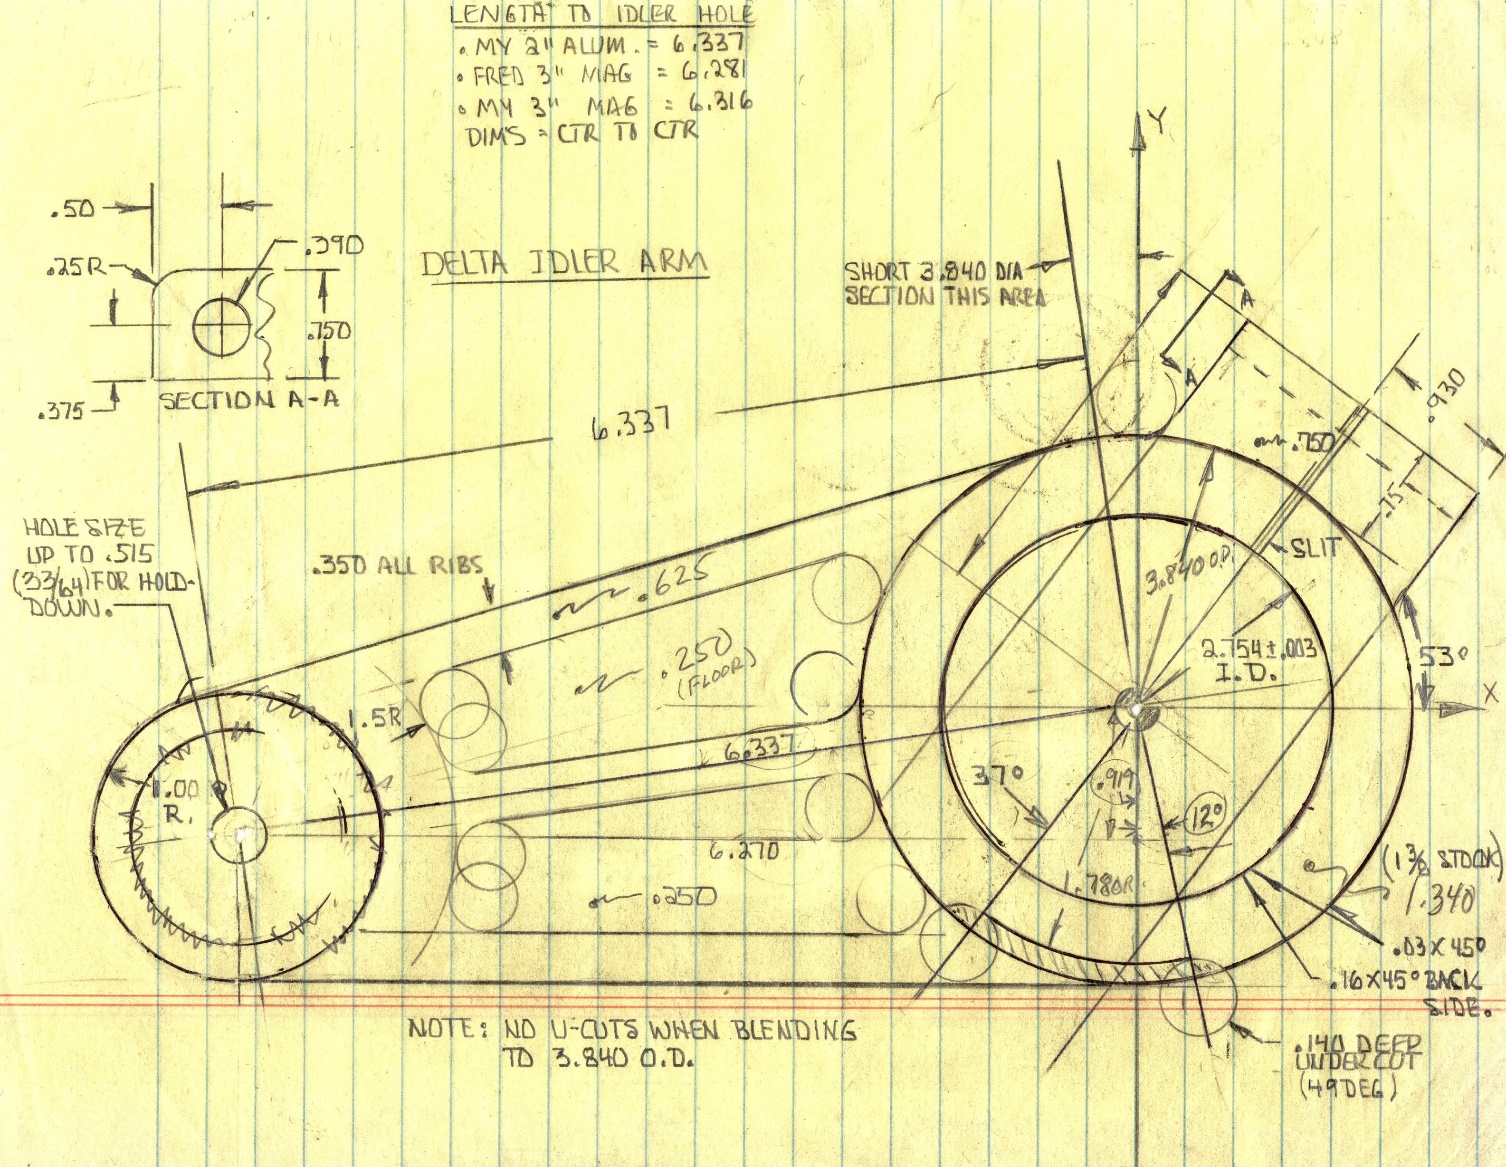 LENGTH TO IDLER HOLE
• MY 2" ALUM. = 6.337
• FRED 3" MAG = 6.281
• MY 3" MAG = 6.316
DIM'S = CTR TO CTR
Y
.50
.390
.25R
.750
.375
SECTION A-A
DELTA IDLER ARM
SHORT 3.840 DIA
SECTION THIS AREA
A
A
6.337
.930
.750
.75
SLIT
3.840 O.D.
HOLE SIZE
UP TO .515
(33/64) FOR HOLD-
DOWN.
.350 ALL RIBS
.625
.250
(FLOOR)
2.754±.003
I.D.
53°
X
1.5R
6.337
1.00
R.
37°
.919
12°
6.270
1.780R.
.250
(1 3/8 STOCK)
1.340
.03 X 45°
.16 X 45° BACK
SIDE.
NOTE: NO U-CUTS WHEN BLENDING
TO 3.840 O.D.
.140 DEEP
UNDERCUT
(49 DEG)